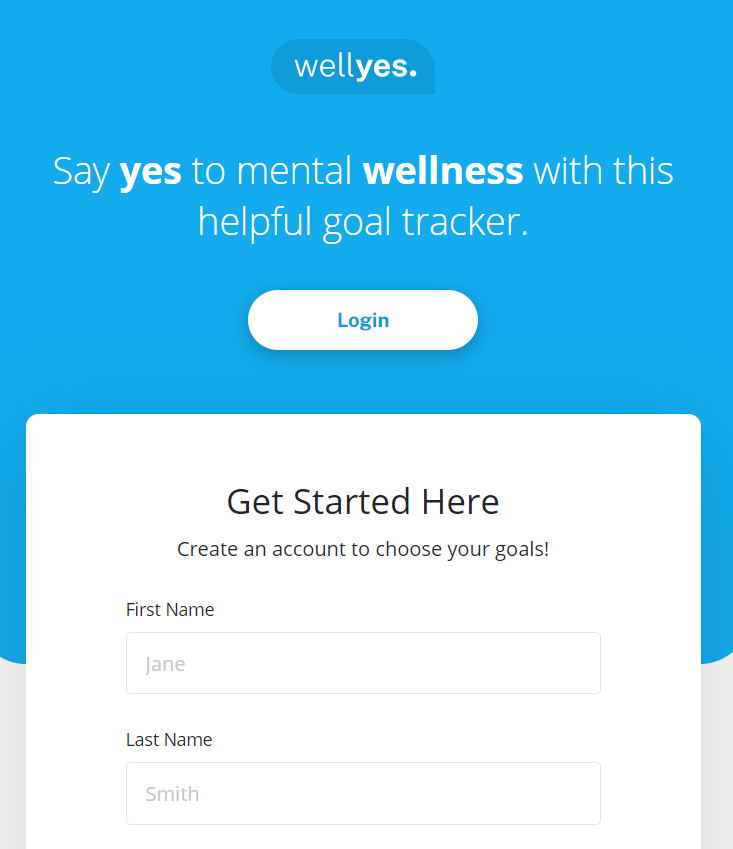 wellyes.
Say yes to mental wellness with this
helpful goal tracker.
Login
Get Started Here
Create an account to choose your goals!
First Name
Jane
Last Name
Smith